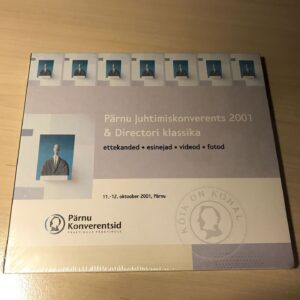 Pärnu Juhtimiskonverents 2001
& Directori klassika
ettekanded • esinejad • videod • fotod
11.-12. oktoober 2001, Pärnu
Pärnu
Konverentsid
KÕIK ON KOHAL